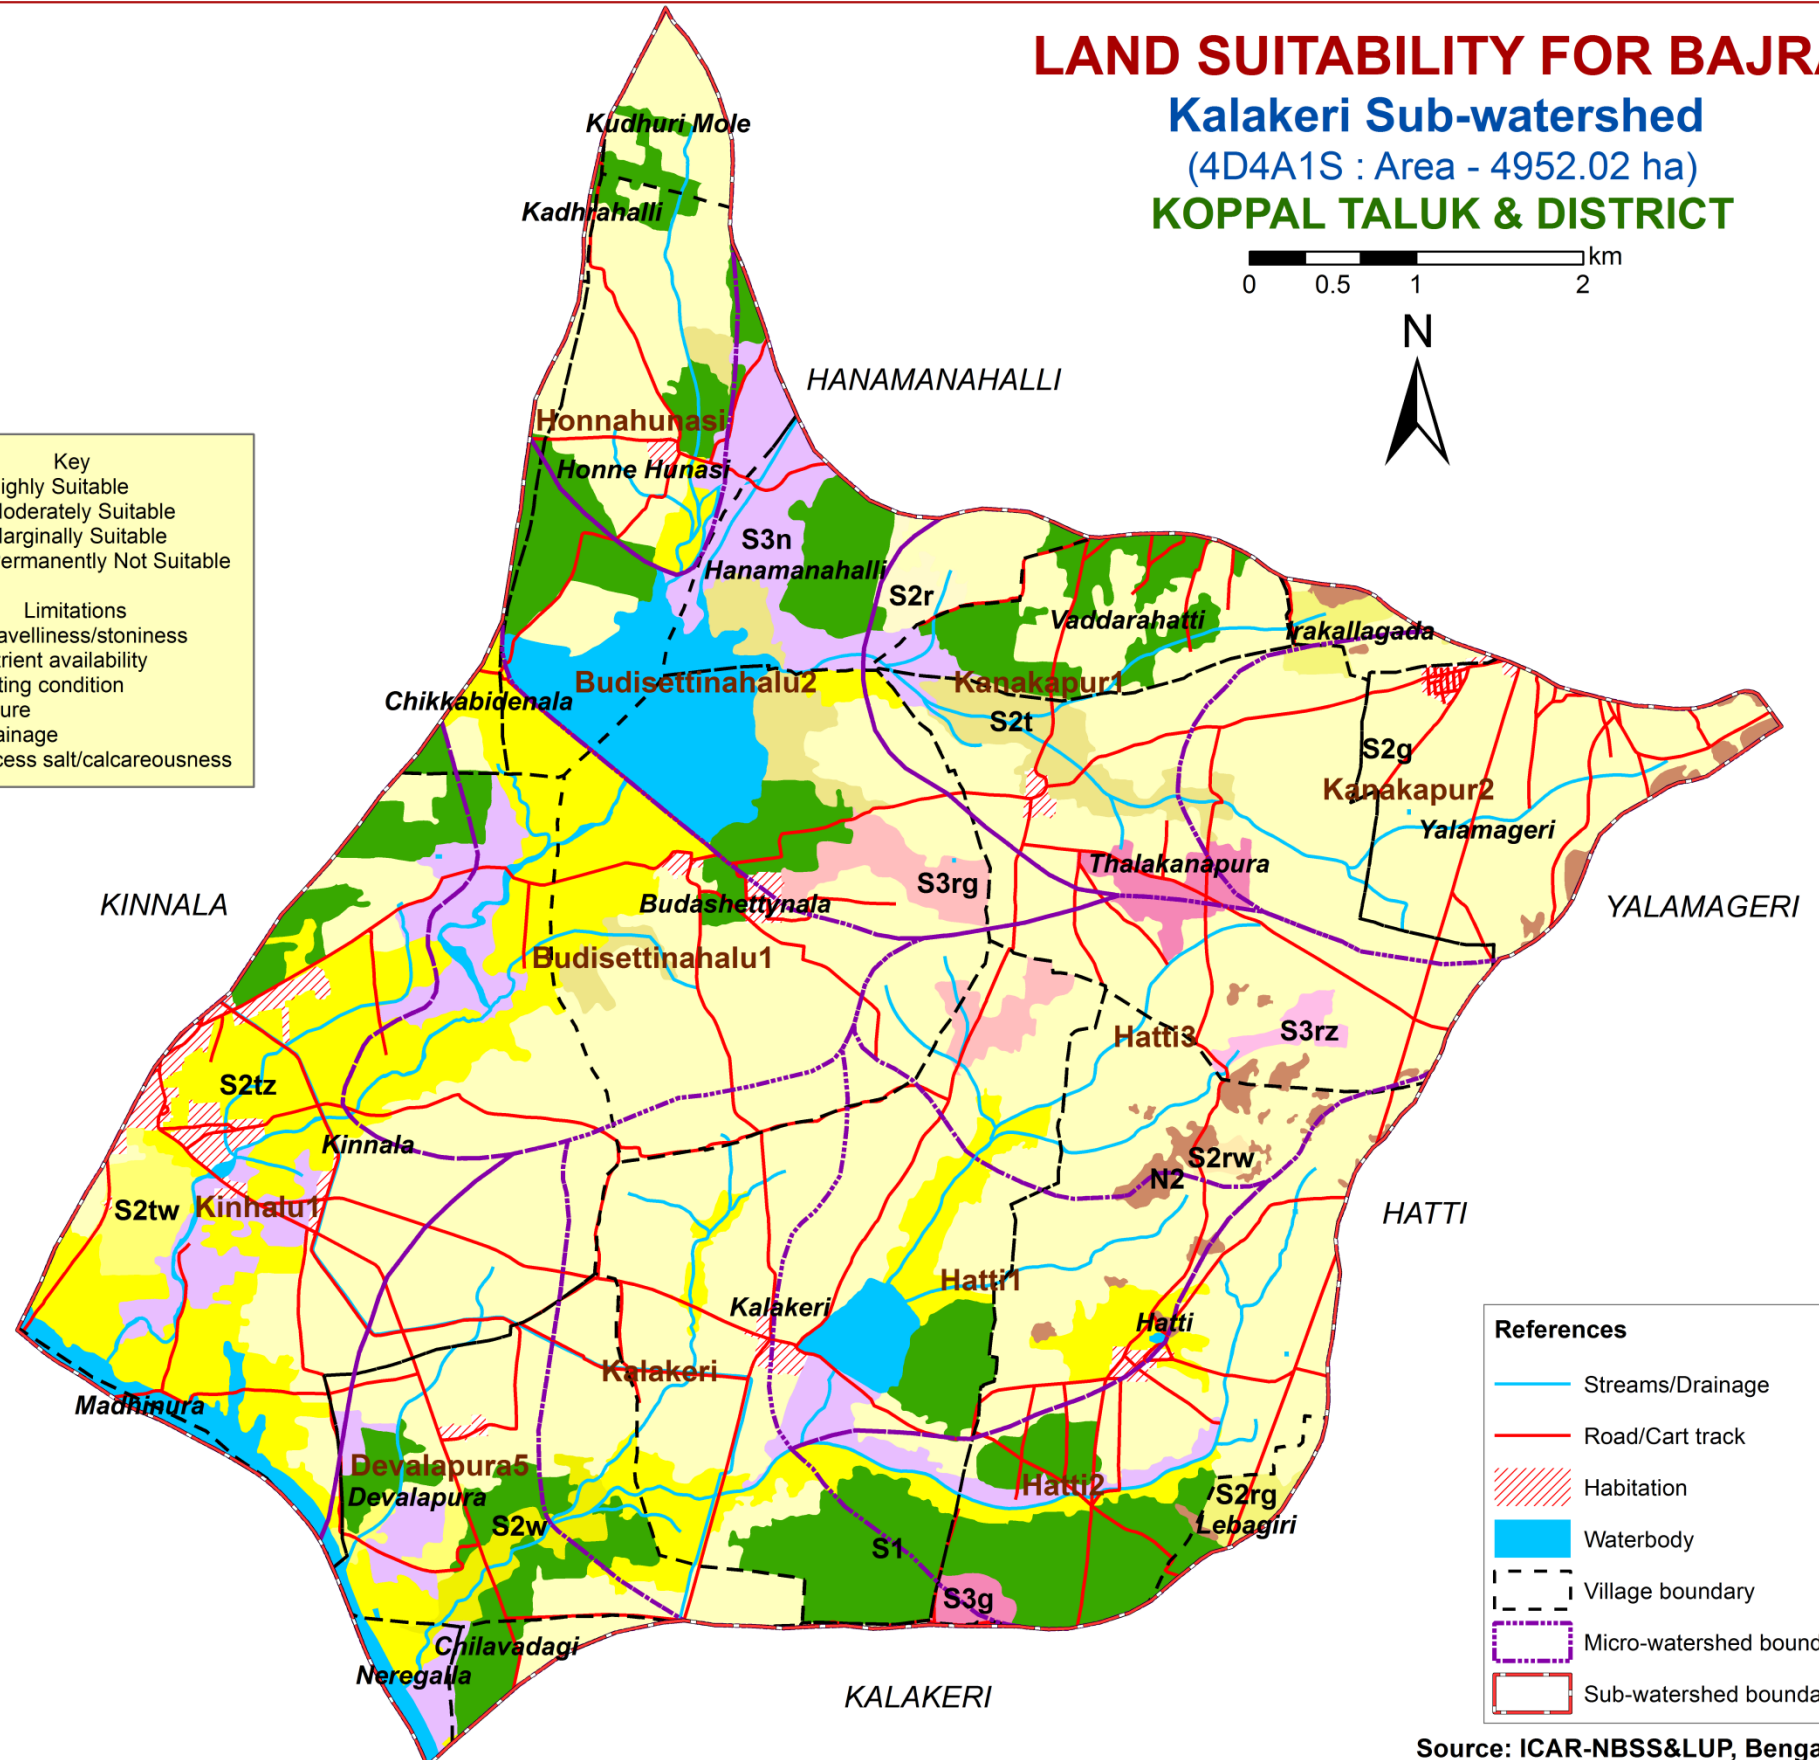 LAND SUITABILITY FOR BAJRA
Kalakeri Sub-watershed
(4D4A1S : Area - 4952.02 ha)
KOPPAL TALUK & DISTRICT
km
0 0.5 1 2
N
Kudhuri Mole
Kadhrahalli
HANAMANAHALLI
Honnahunasi
Honne Hunasi
Key
ighly Suitable
oderately Suitable
arginally Suitable
ermanently Not Suitable
Limitations
avelliness/stoniness
trient availability
ting condition
ure
ainage
cess salt/calcareousness
S3n
Hanamanahalli
S2r
Vaddarahatti
Irakallagada
Budisettinahalu2
Kanakapur1
Chikkabidenala
S2t
S2g
Kanakapur2
Yalamageri
Thalakanapura
S3rg
KINNALA
Budashettynala
YALAMAGERI
Budisettinahalu1
Hatti3
S3rz
S2tz
Kinnala
S2rw
N2
S2tw
Kinhalu1
HATTI
Hatti1
Kalakeri
Hatti
Kalakeri
Madhinura
Devalapura5
Devalapura
Hatti2
S2rg
Lebagiri
S2w
S1
S3g
Chilavadagi
Neregalla
KALAKERI
References
Streams/Drainage
Road/Cart track
Habitation
Waterbody
Village boundary
Micro-watershed bound
Sub-watershed bounda
Source: ICAR-NBSS&LUP, Benga